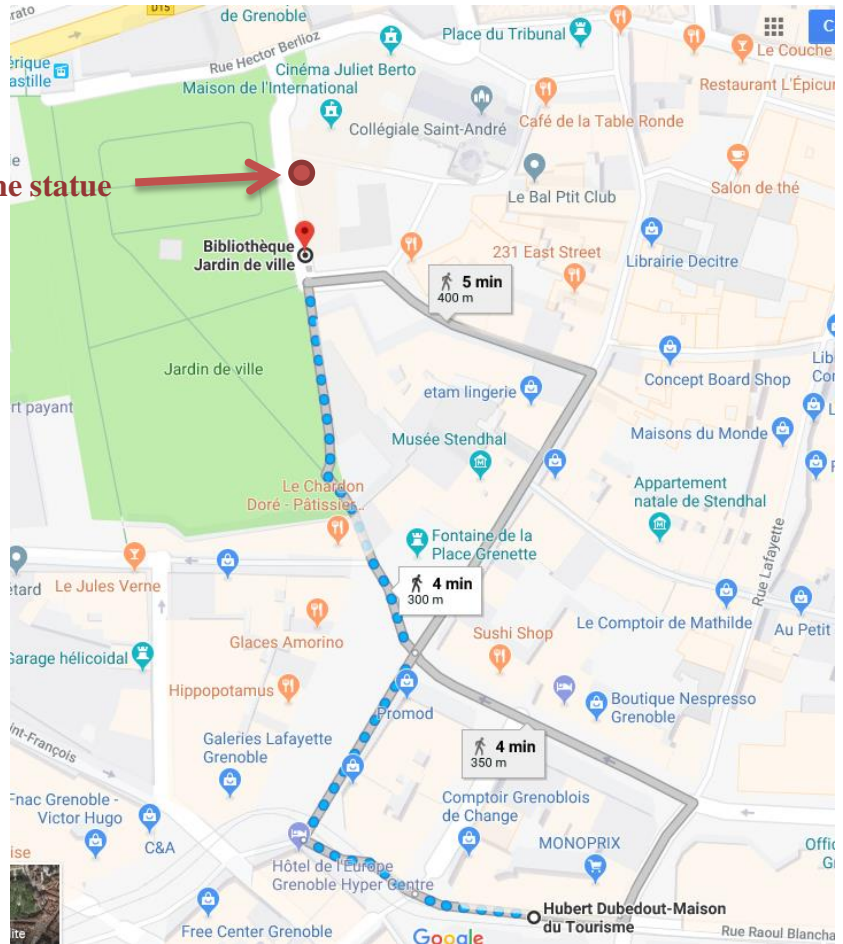 D15
de Grenoble
Place du Tribunal
Rue Hector Berlioz
Le Couche
Cinéma Juliet Berto
Maison de l'International
Restaurant L'Épicur
Collégiale Saint-André
Café de la Table Ronde
ne statue
Le Bal Ptit Club
Salon de thé
Bibliothèque
Jardin de ville
231 East Street
Librairie Decitre
5 min
400 m
Jardin de ville
etam lingerie
Concept Board Shop
rt payant
Musée Stendhal
Maisons du Monde
Le Chardon
Doré - Pâtissier...
Appartement
natale de Stendhal
Fontaine de la
Place Grenette
Rue Lafayette
Le Jules Verne
4 min
300 m
Glaces Amorino
Sushi Shop
Le Comptoir de Mathilde
Au Petit
Garage hélicoidal
Hippopotamus
Promod
Boutique Nespresso
Grenoble
Galeries Lafayette
Grenoble
4 min
350 m
int-François
Fnac Grenoble -
Victor Hugo
C&A
Comptoir Grenoblois
de Change
MONOPRIX
Hôtel de l'Europe
Grenoble Hyper Centre
Hubert Dubedout-Maison
du Tourisme
Free Center Grenoble
Google
Rue Raoul Blancha